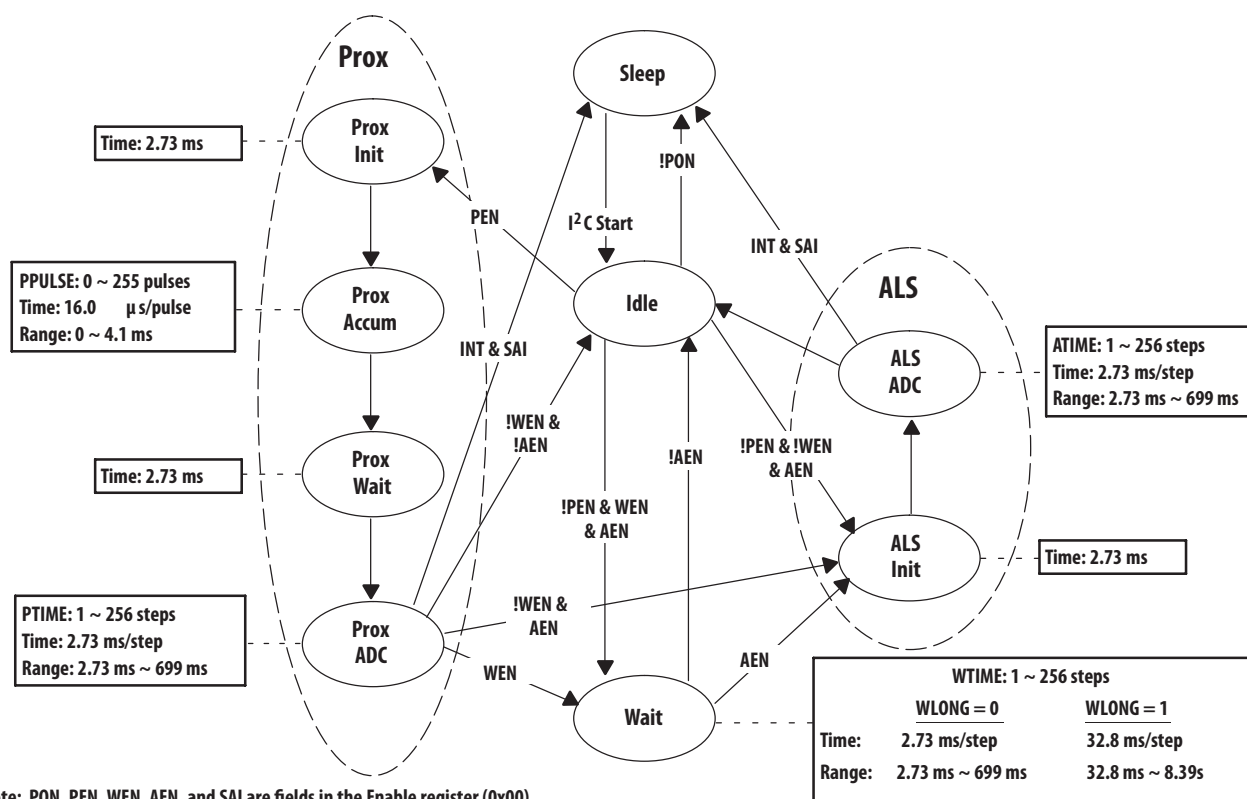 Prox
Sleep
Prox
Init
Time: 2.73 ms
!PON
PEN
I²C Start
INT & SAI
PPULSE: 0 ~ 255 pulses
Time: 16.0 µs/pulse
Range: 0 ~ 4.1 ms
Prox
Accum
Idle
ALS
INT & SAI
ALS
ADC
ATIME: 1 ~ 256 steps
Time: 2.73 ms/step
Range: 2.73 ms ~ 699 ms
!WEN &
!AEN
!AEN
!PEN & !WEN
& AEN
Time: 2.73 ms
Prox
Wait
!PEN & WEN
& AEN
ALS
Init
Time: 2.73 ms
PTIME: 1 ~ 256 steps
Time: 2.73 ms/step
Range: 2.73 ms ~ 699 ms
Prox
ADC
!WEN &
AEN
WEN
AEN
Wait
WTIME: 1 ~ 256 steps
WLONG = 0 WLONG = 1
Time: 2.73 ms/step 32.8 ms/step
Range: 2.73 ms ~ 699 ms 32.8 ms ~ 8.39s
PON, PEN, WEN, AEN, and SAI are fields in the Enable register (0x00)